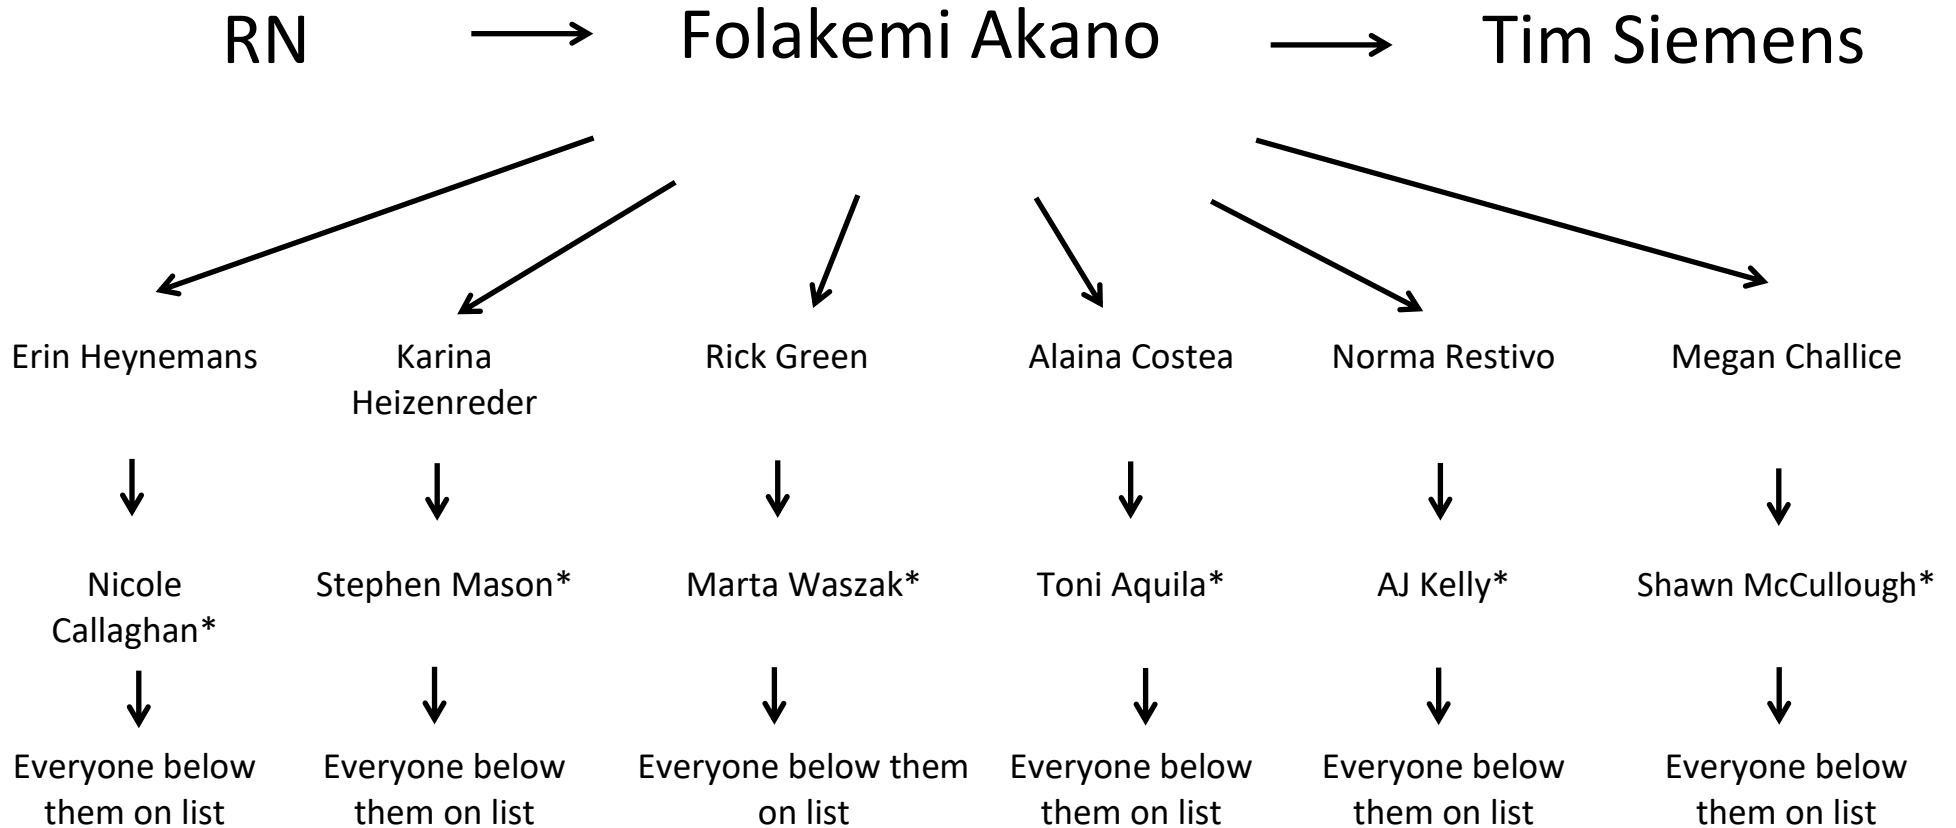 RN
Folakemi Akano
Tim Siemens
Erin Heynemans
Karina
Heizenreder
Rick Green
Alaina Costea
Norma Restivo
Megan Challice
Nicole
Callaghan*
Stephen Mason*
Marta Waszak*
Toni Aquila*
AJ Kelly*
Shawn McCullough*
Everyone below
them on list
Everyone below
them on list
Everyone below them
on list
Everyone below
them on list
Everyone below
them on list
Everyone below
them on list